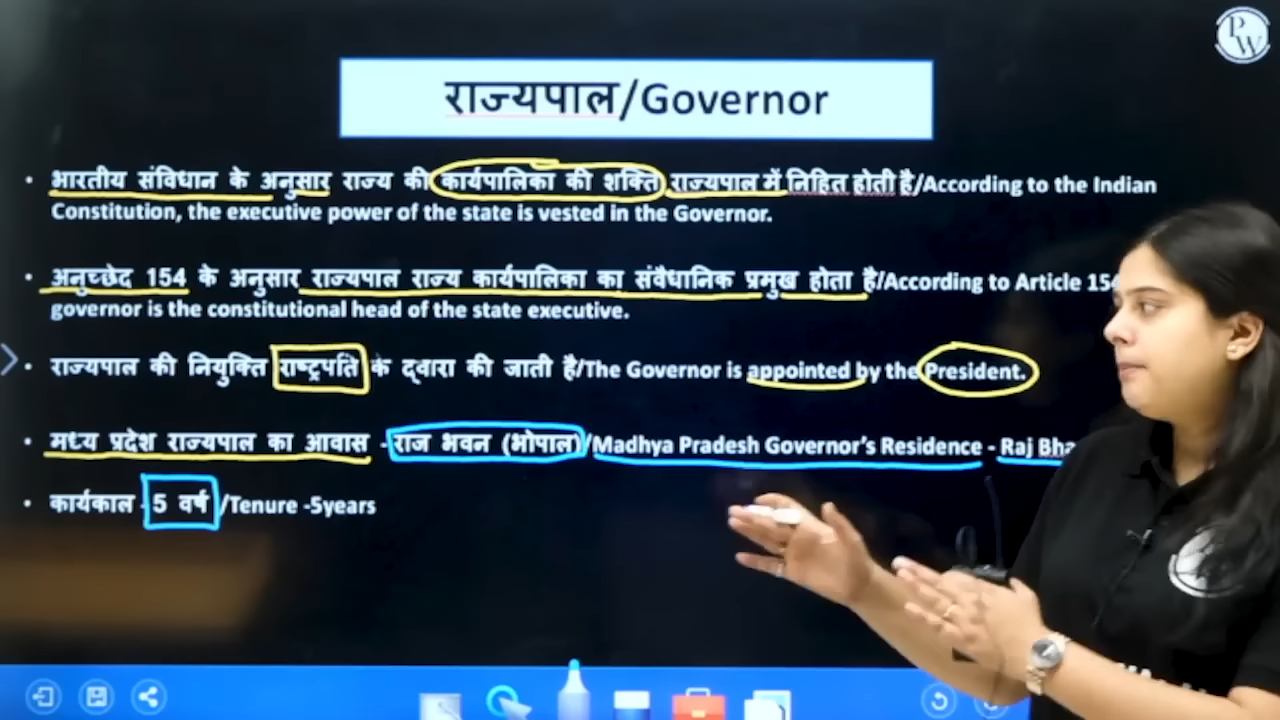 PW
राज्यपाल/Governor
• भारतीय संविधान के अनुसार राज्य की कार्यपालिका की शक्ति राज्यपाल में निहित होती है/According to the Indian
Constitution, the executive power of the state is vested in the Governor.
• अनुच्छेद 154 के अनुसार राज्यपाल राज्य कार्यपालिका का संवैधानिक प्रमुख होता है/According to Article 154
governor is the constitutional head of the state executive.
• राज्यपाल की नियुक्ति राष्ट्रपति के द्वारा की जाती है/The Governor is appointed by the President.
• मध्य प्रदेश राज्यपाल का आवास - राज भवन (भोपाल)/Madhya Pradesh Governor's Residence - Raj Bha
• कार्यकाल - 5 वर्ष /Tenure -5years